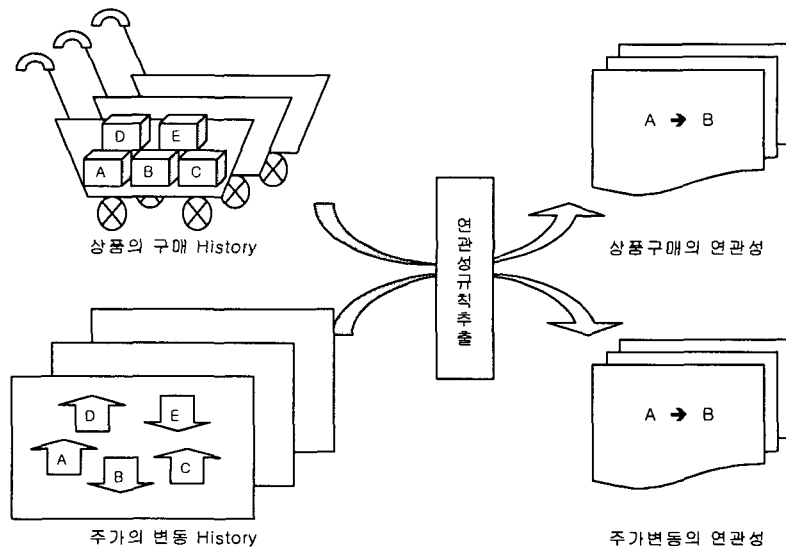 D E
A B C
상품의 구매 History
A ➔ B
상품구매의 연관성
연관성규칙추출
D E
A B C
주가의 변동 History
A ➔ B
주가변동의 연관성